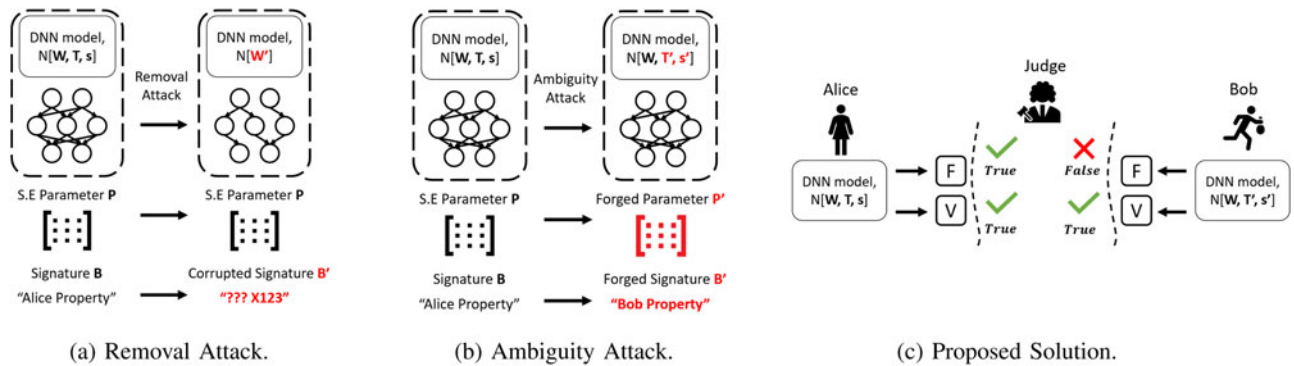 DNN model,
N[W, T, s]
Removal
Attack
DNN model,
N[W']
S.E Parameter P
S.E Parameter P
Signature B
Corrupted Signature B'
“Alice Property”
“??? X123”
(a) Removal Attack.
DNN model,
N[W, T, s]
Ambiguity
Attack
DNN model,
N[W, T', s']
S.E Parameter P
Forged Parameter P'
Signature B
Forged Signature B'
“Alice Property”
“Bob Property”
(b) Ambiguity Attack.
Judge
Alice
Bob
DNN model,
N[W, T, s]
F
V
True
True
False
True
F
V
DNN model,
N[W, T', s']
(c) Proposed Solution.